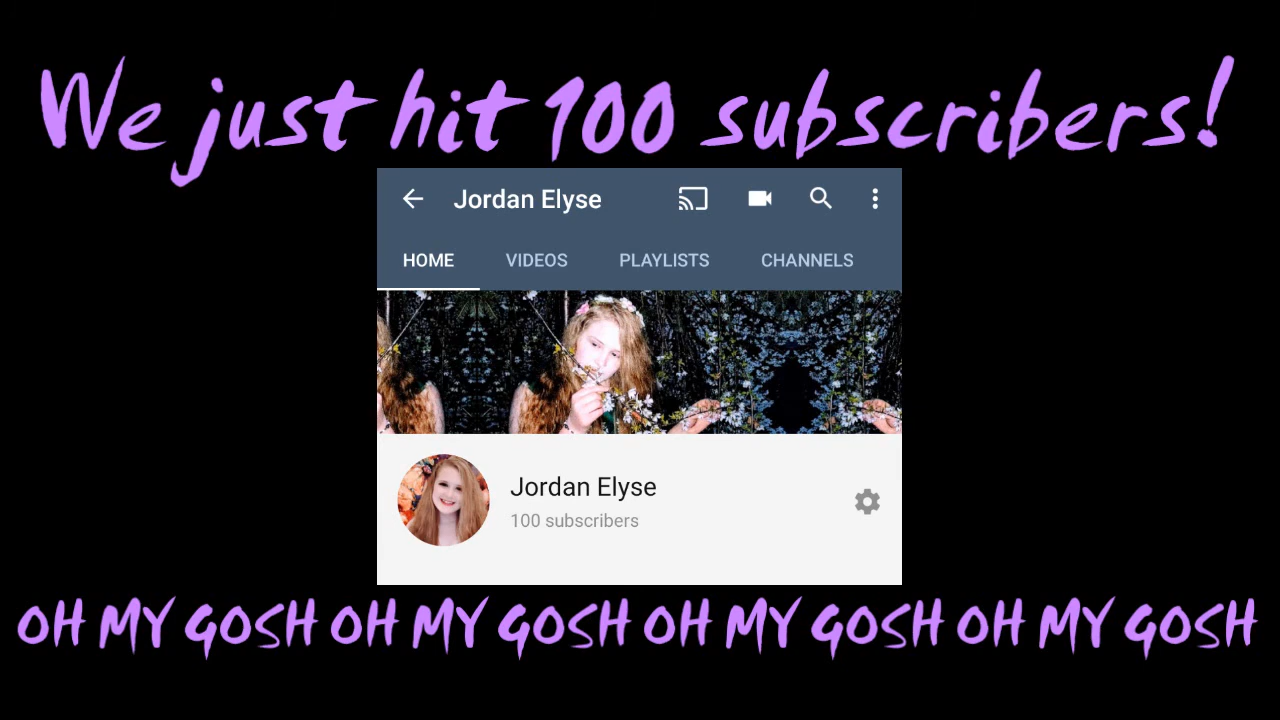 We just hit 100 subscribers!
Jordan Elyse
HOME VIDEOS PLAYLISTS CHANNELS
Jordan Elyse
100 subscribers
OH MY GOSH OH MY GOSH OH MY GOSH OH MY GOSH